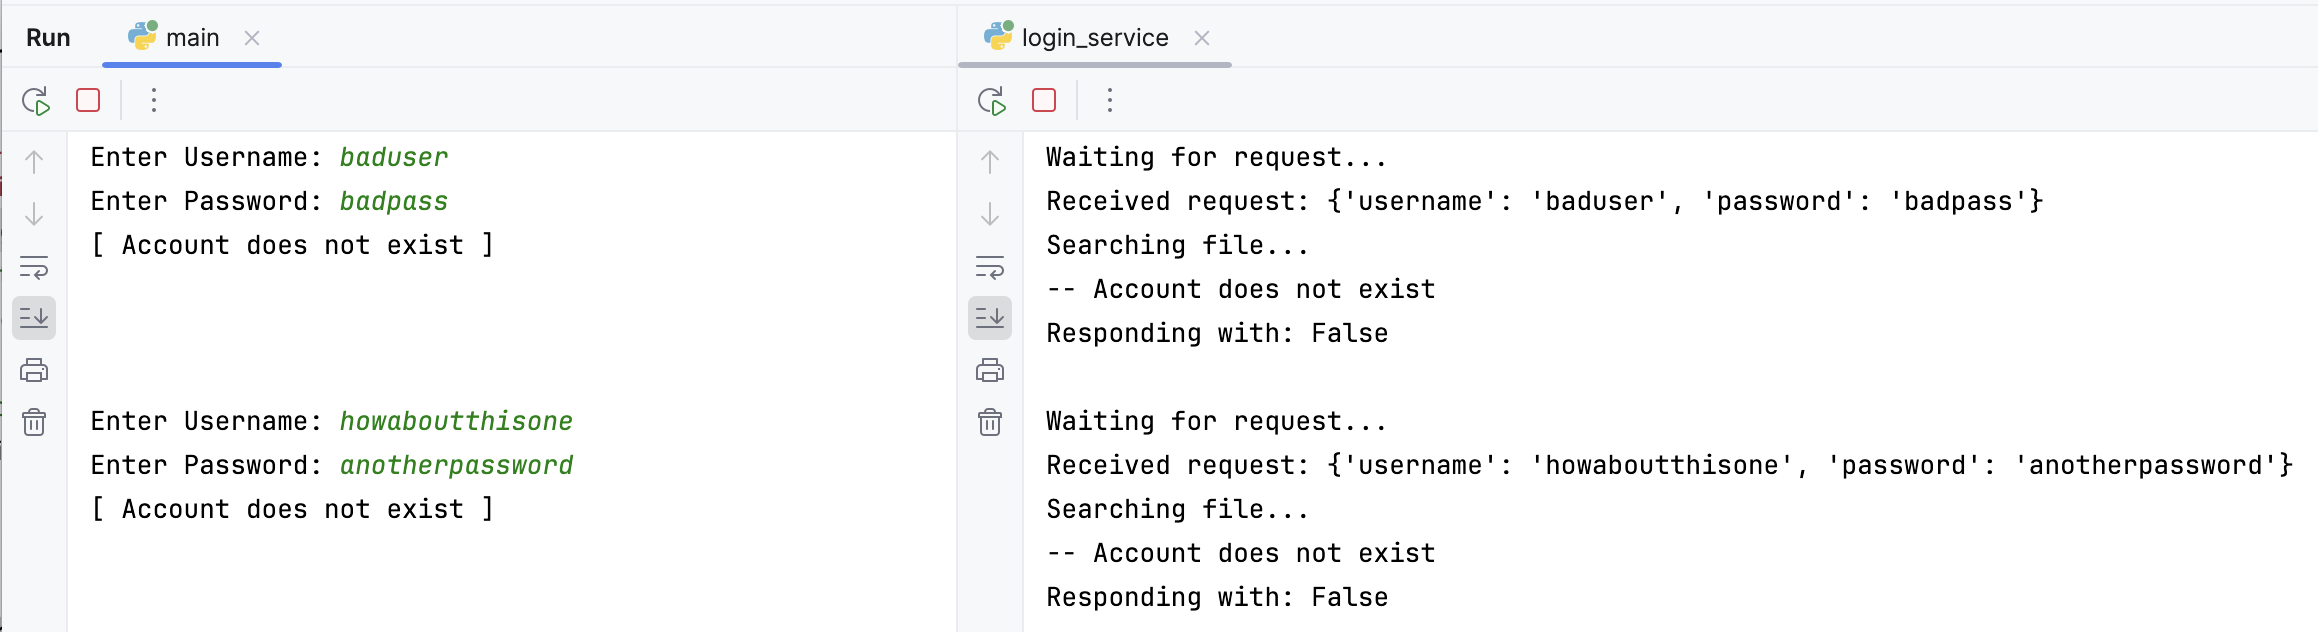 Run
main
login_service
Enter Username: baduser
Enter Password: badpass
[ Account does not exist ]
Enter Username: howaboutthisone
Enter Password: anotherpassword
[ Account does not exist ]
Waiting for request...
Received request: {'username': 'baduser', 'password': 'badpass'}
Searching file...
-- Account does not exist
Responding with: False
Waiting for request...
Received request: {'username': 'howaboutthisone', 'password': 'anotherpassword'}
Searching file...
-- Account does not exist
Responding with: False